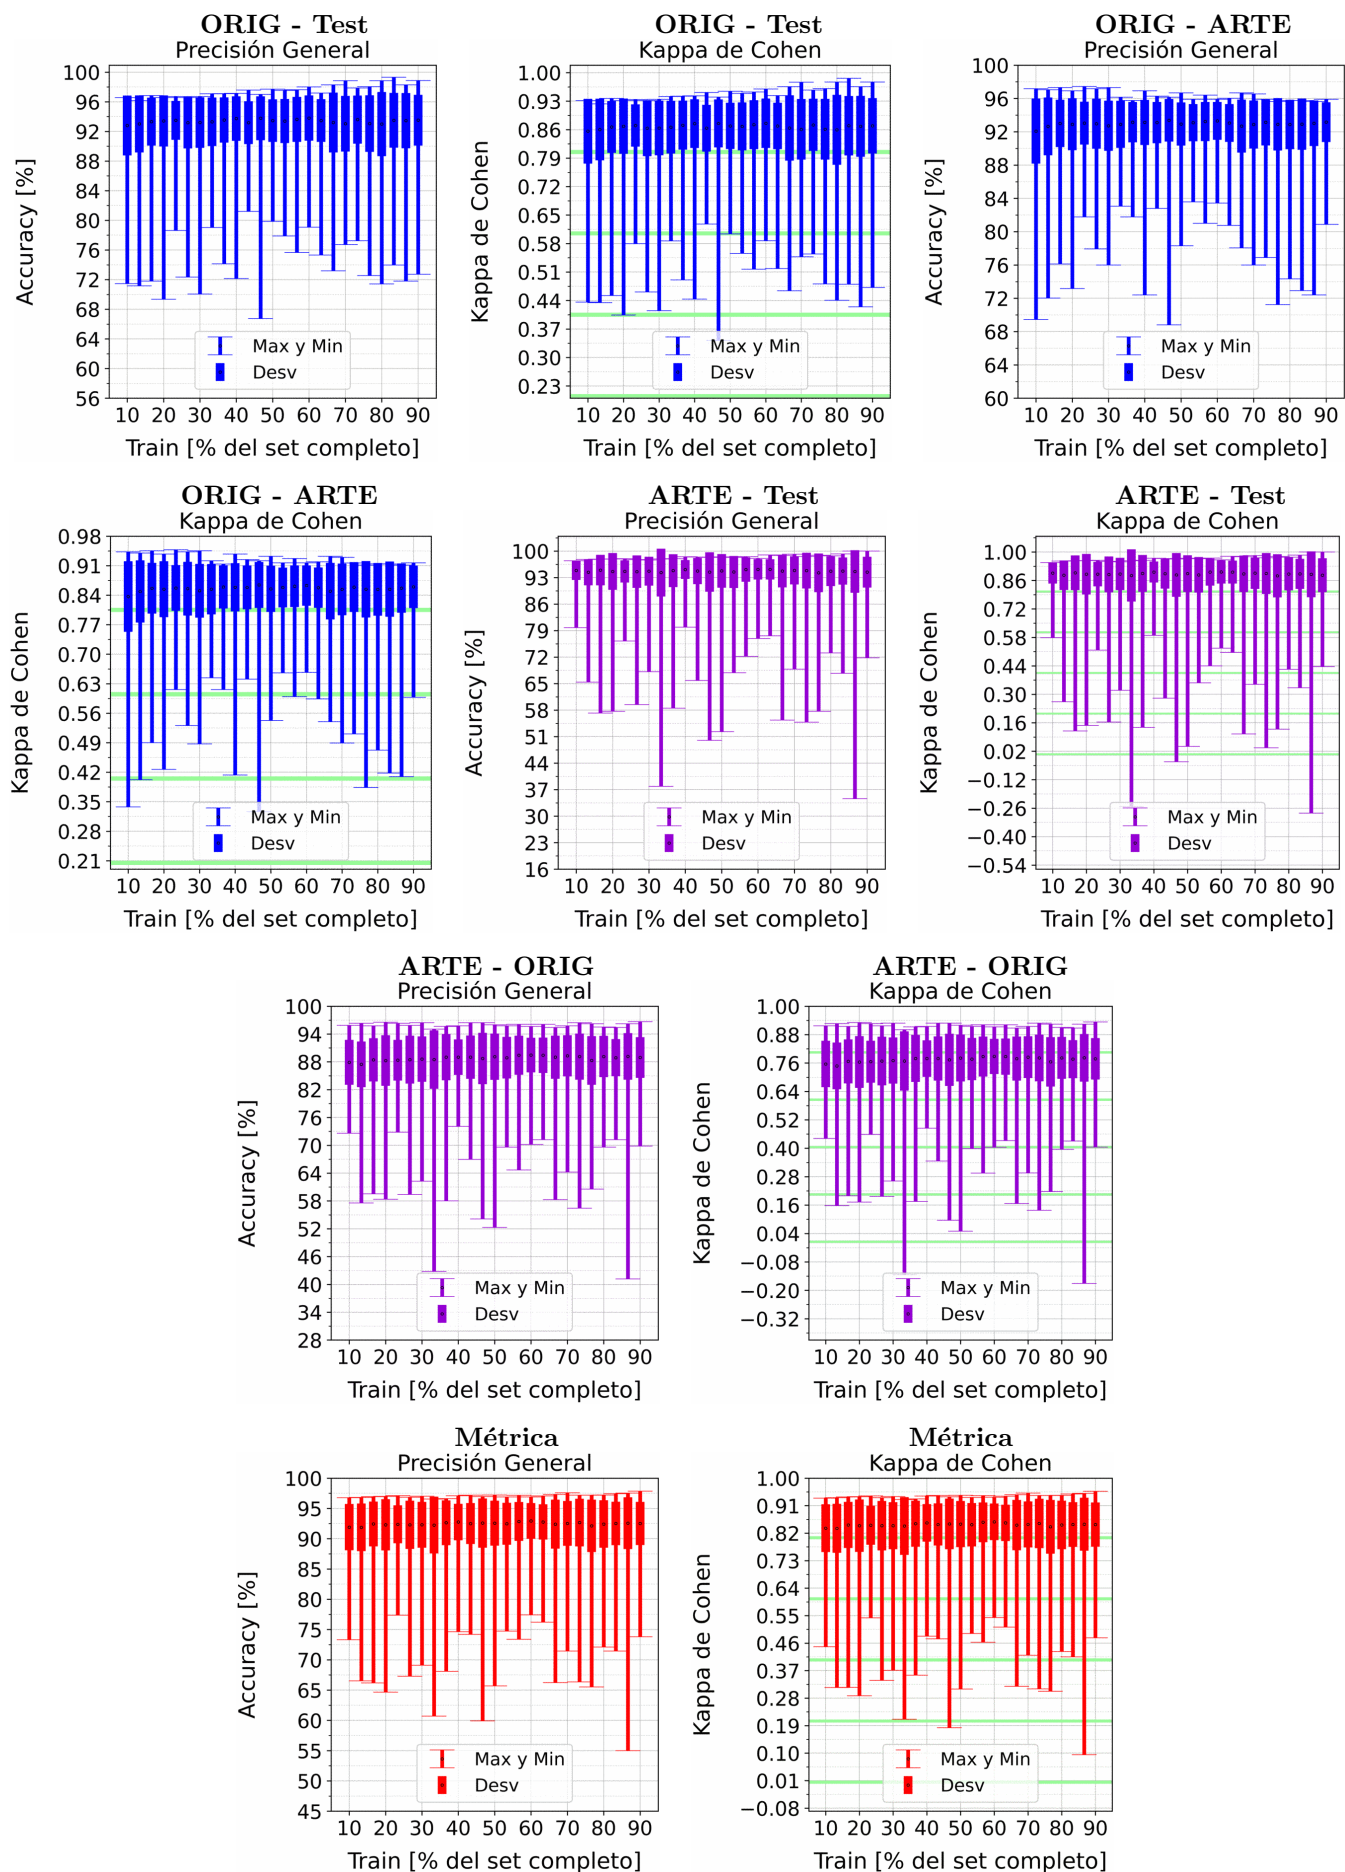 ORIG - Test
Precisión General
Accuracy [%]
100
96
92
88
84
80
76
72
68
64
60
56
Max y Min
Desv
10 20 30 40 50 60 70 80 90
Train [% del set completo]
ORIG - Test
Kappa de Cohen
Kappa de Cohen
1.00
0.93
0.86
0.79
0.72
0.65
0.58
0.51
0.44
0.37
0.30
0.23
Max y Min
Desv
10 20 30 40 50 60 70 80 90
Train [% del set completo]
ORIG - ARTE
Precisión General
Accuracy [%]
100
96
92
88
84
80
76
72
68
64
60
Max y Min
Desv
10 20 30 40 50 60 70 80 90
Train [% del set completo]
ORIG - ARTE
Kappa de Cohen
Kappa de Cohen
0.98
0.91
0.84
0.77
0.70
0.63
0.56
0.49
0.42
0.35
0.28
0.21
Max y Min
Desv
10 20 30 40 50 60 70 80 90
Train [% del set completo]
ARTE - Test
Precisión General
Accuracy [%]
100
93
86
79
72
65
58
51
44
37
30
23
16
Max y Min
Desv
10 20 30 40 50 60 70 80 90
Train [% del set completo]
ARTE - Test
Kappa de Cohen
Kappa de Cohen
1.00
0.86
0.72
0.58
0.44
0.30
0.16
0.02
−0.12
−0.26
−0.40
−0.54
Max y Min
Desv
10 20 30 40 50 60 70 80 90
Train [% del set completo]
ARTE - ORIG
Precisión General
Accuracy [%]
100
94
88
82
76
70
64
58
52
46
40
34
28
Max y Min
Desv
10 20 30 40 50 60 70 80 90
Train [% del set completo]
ARTE - ORIG
Kappa de Cohen
Kappa de Cohen
1.00
0.88
0.76
0.64
0.52
0.40
0.28
0.16
0.04
−0.08
−0.20
−0.32
Max y Min
Desv
10 20 30 40 50 60 70 80 90
Train [% del set completo]
Métrica
Precisión General
Accuracy [%]
100
95
90
85
80
75
70
65
60
55
50
45
Max y Min
Desv
10 20 30 40 50 60 70 80 90
Train [% del set completo]
Métrica
Kappa de Cohen
Kappa de Cohen
1.00
0.91
0.82
0.73
0.64
0.55
0.46
0.37
0.28
0.19
0.10
0.01
−0.08
Max y Min
Desv
10 20 30 40 50 60 70 80 90
Train [% del set completo]